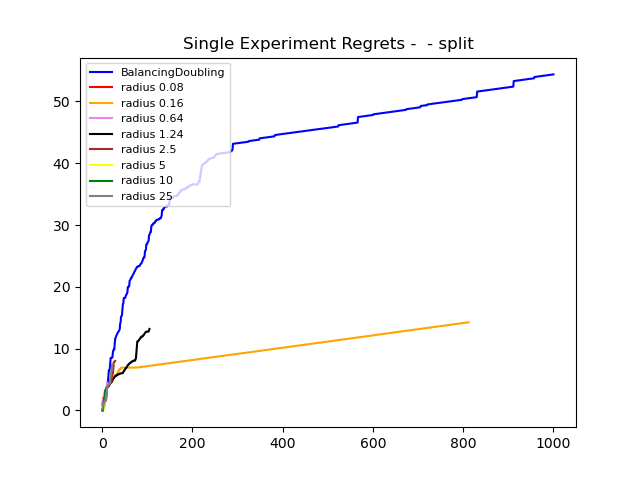 Single Experiment Regrets -  - split
BalancingDoubling
radius 0.08
radius 0.16
radius 0.64
radius 1.24
radius 2.5
radius 5
radius 10
radius 25
50
40
30
20
10
0
0 200 400 600 800 1000